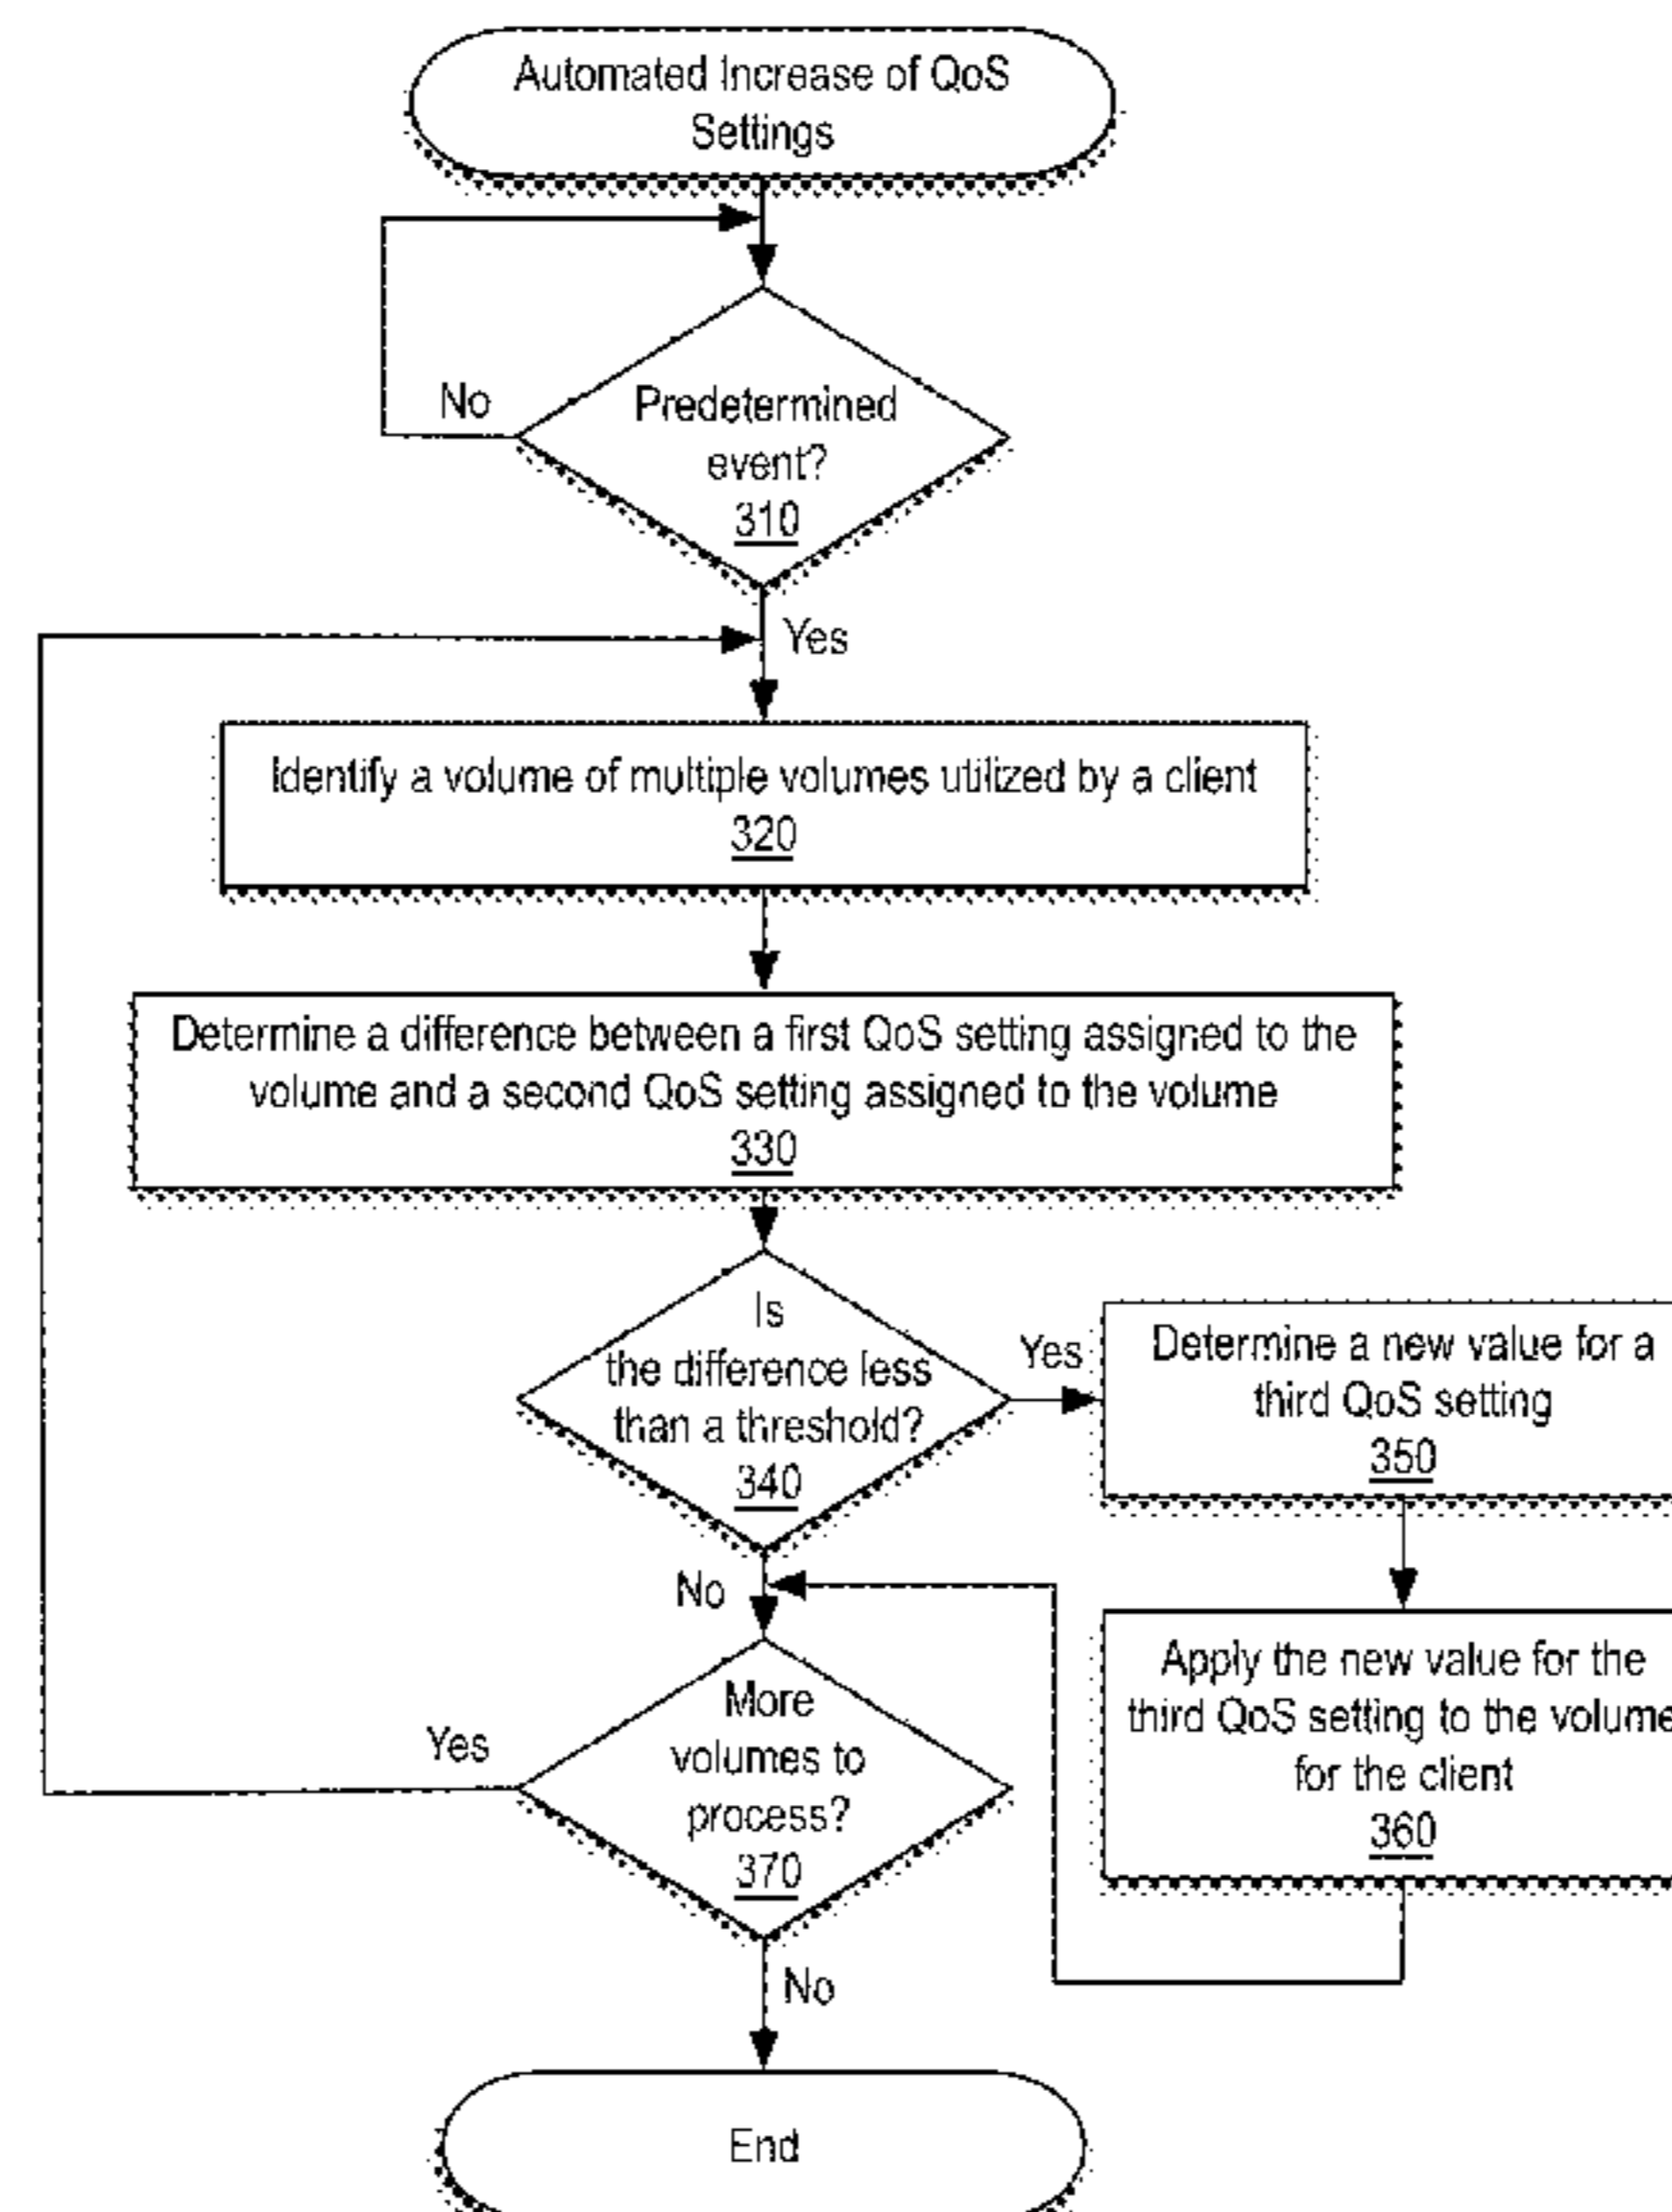 Automated Increase of QoS
Settings
No
Predetermined
event?
310
Yes
Identify a volume of multiple volumes utilized by a client
320
Determine a difference between a first QoS setting assigned to the
volume and a second QoS setting assigned to the volume
330
Is
the difference less
than a threshold?
340
Yes
Determine a new value for a
third QoS setting
350
No
Apply the new value for the
third QoS setting to the volume
for the client
360
More
volumes to
process?
370
Yes
No
End